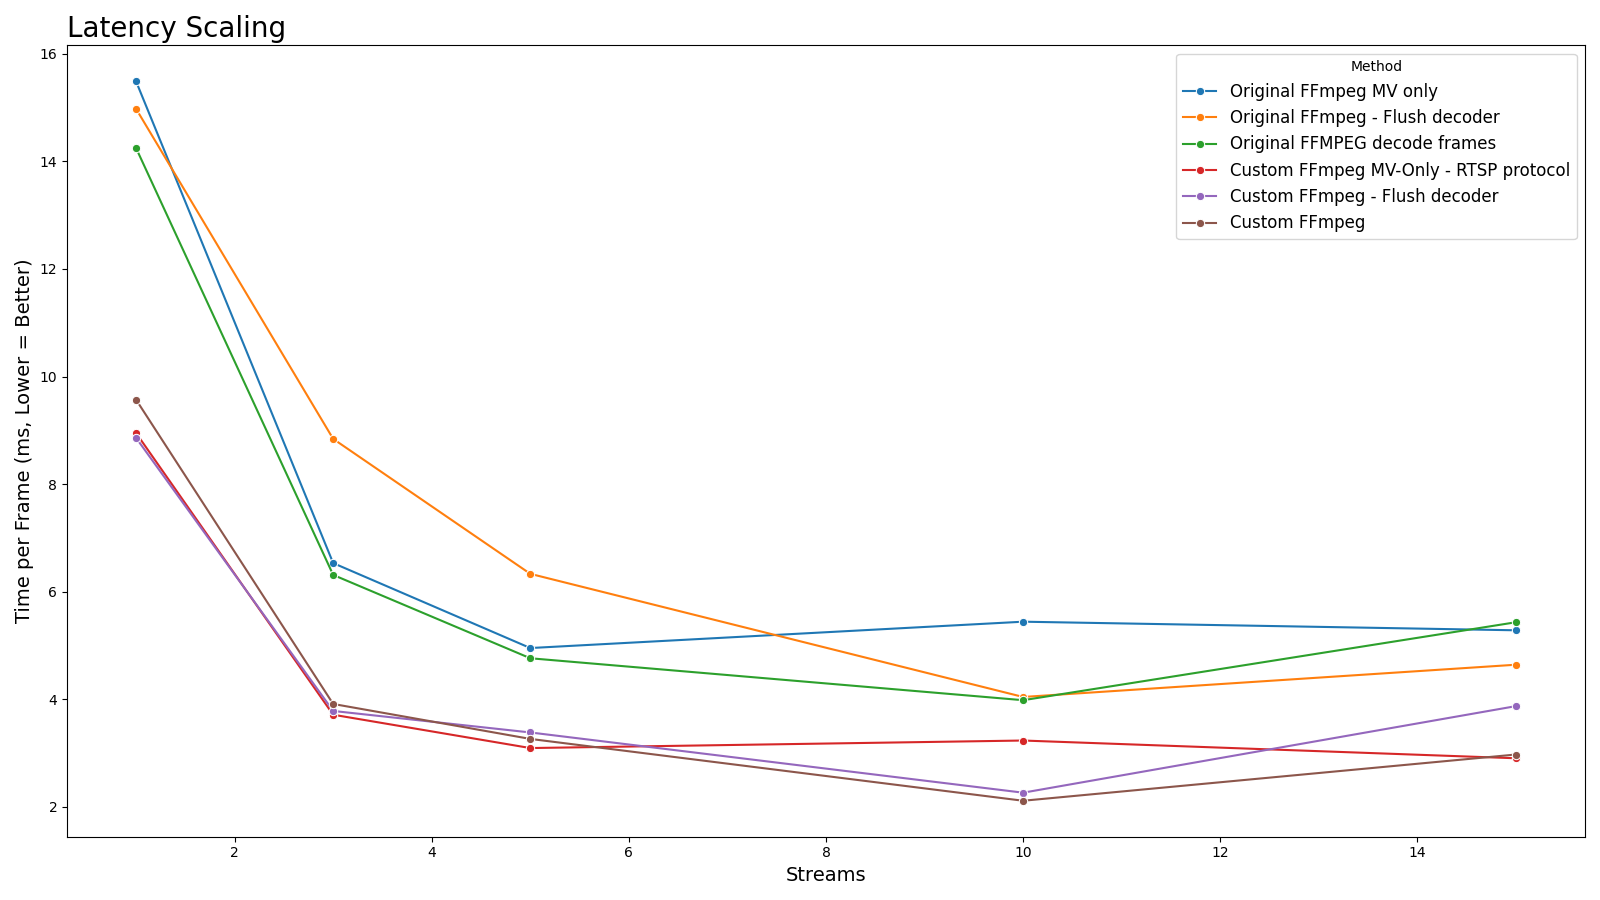 Latency Scaling
Time per Frame (ms, Lower = Better)
16
14
12
10
8
6
4
2
Method
Original FFmpeg MV only
Original FFmpeg - Flush decoder
Original FFMPEG decode frames
Custom FFmpeg MV-Only - RTSP protocol
Custom FFmpeg - Flush decoder
Custom FFmpeg
2 4 6 8 10 12 14
Streams